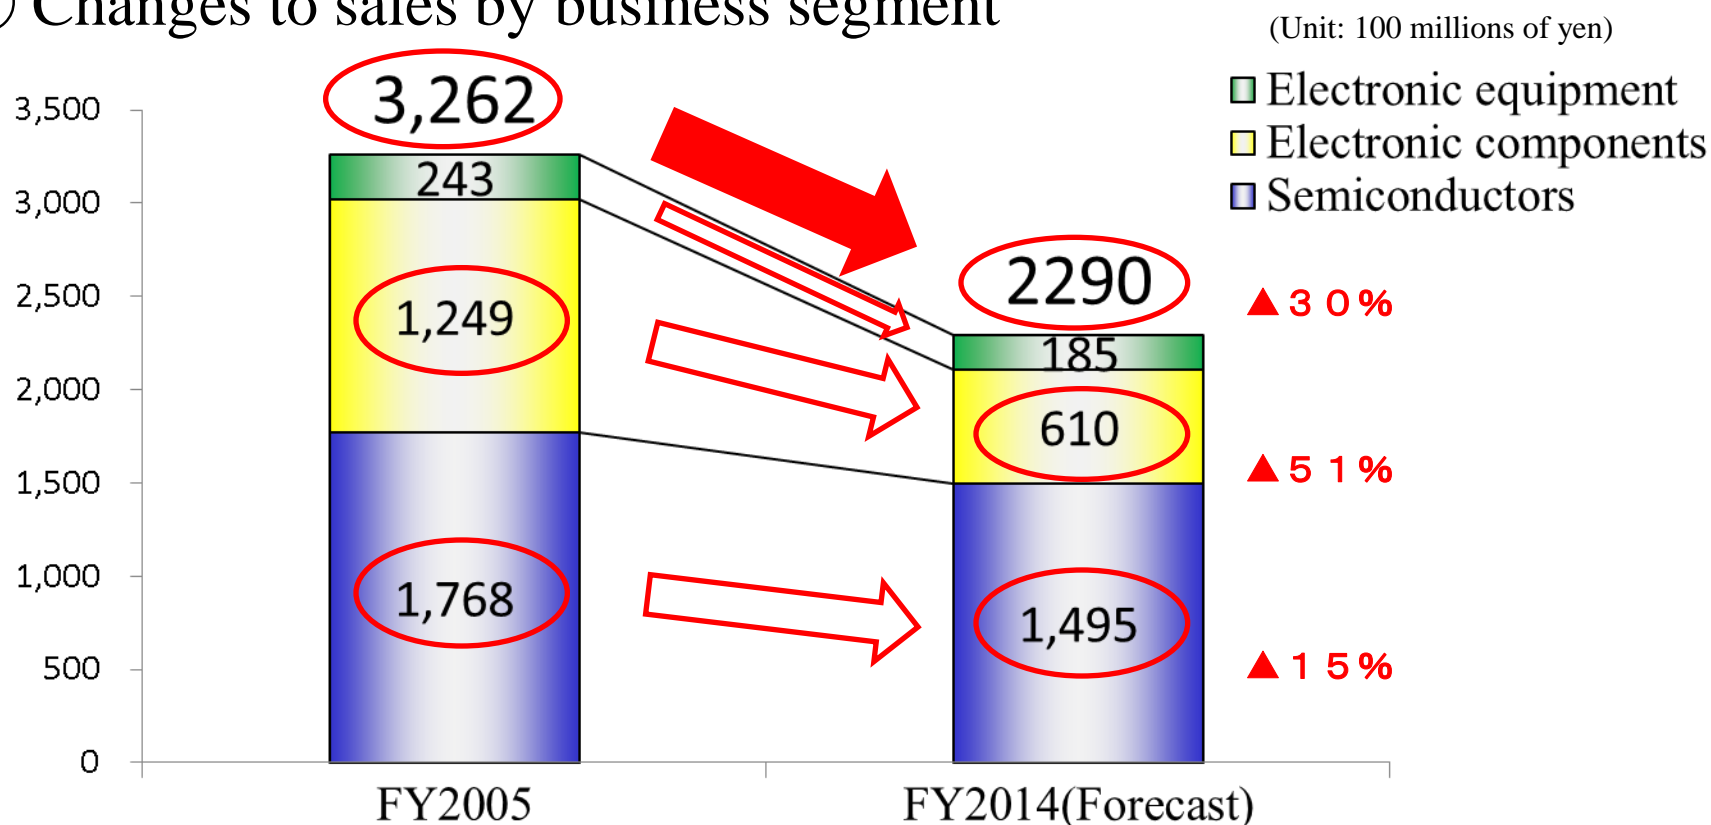 Changes to sales by business segment
(Unit: 100 millions of yen)
Electronic equipment
Electronic components
Semiconductors
3,500
3,000
2,500
2,000
1,500
1,000
500
0
3,262
243
1,249
1,768
2290
185
610
1,495
▲30%
▲51%
▲15%
FY2005
FY2014(Forecast)